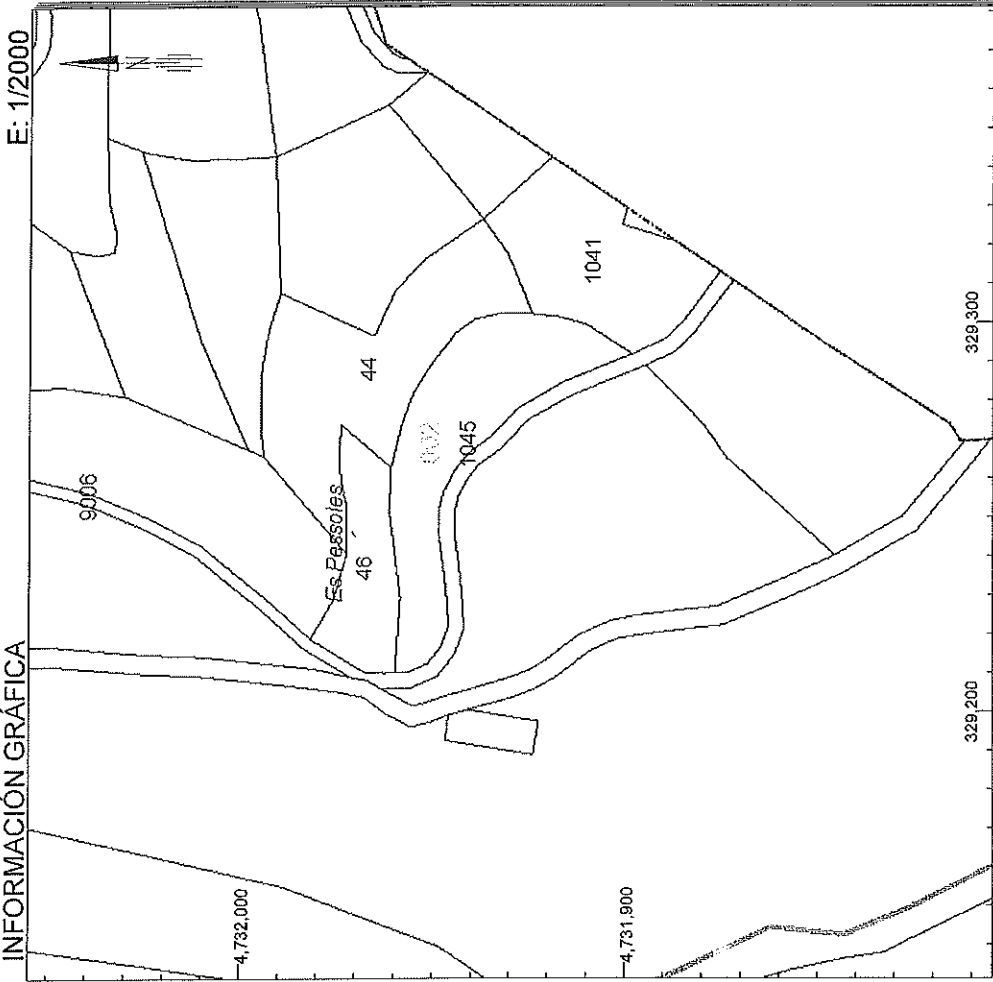 INFORMACIÓN GRÁFICA
E: 1/2000
N
9006
Es Pessoles
46
44
1045
1041
4,732,000
4,731,900
329,200
329,300